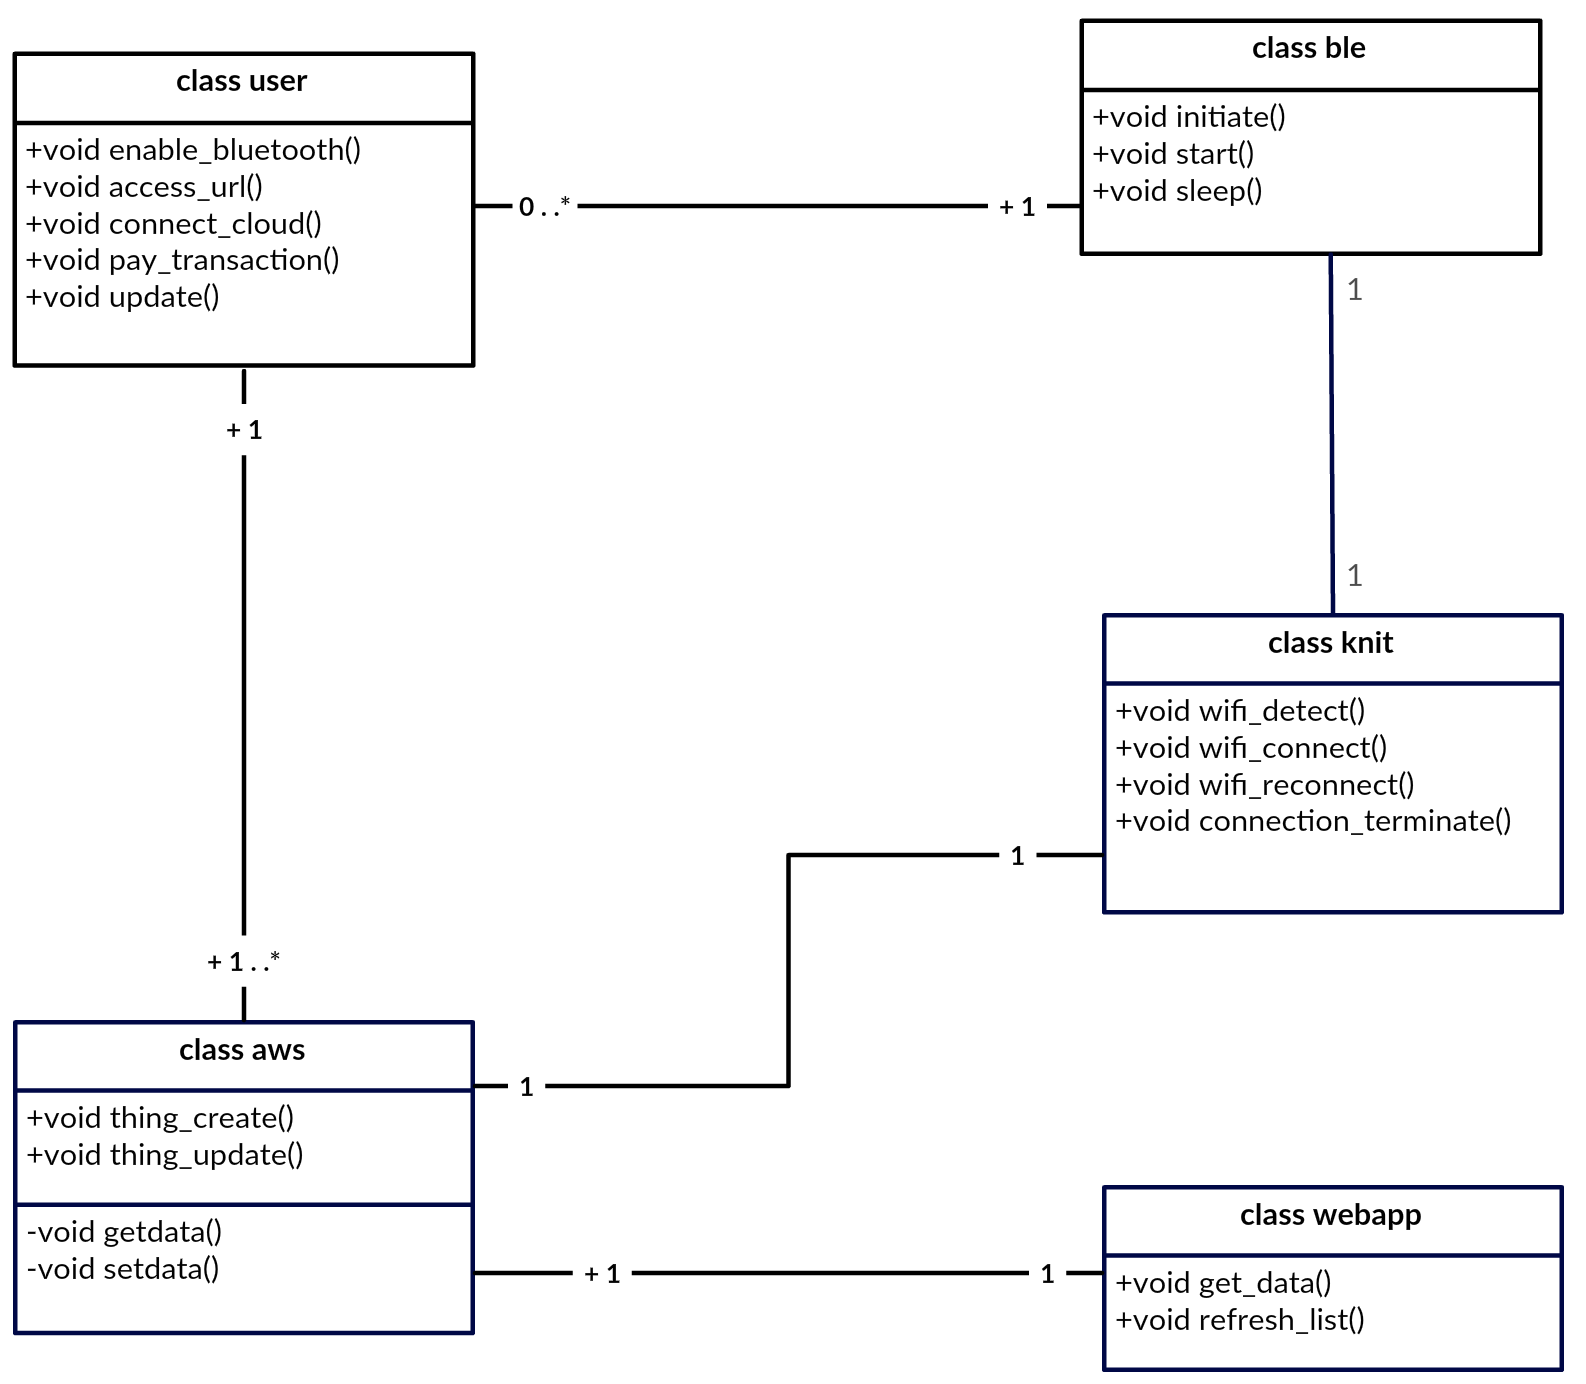 class user
+void enable_bluetooth()
+void access_url()
+void connect_cloud()
+void pay_transaction()
+void update()
0 . .*
+ 1
class ble
+void initiate()
+void start()
+void sleep()
1
1
+ 1
+ 1 . .*
class knit
+void wifi_detect()
+void wifi_connect()
+void wifi_reconnect()
+void connection_terminate()
1
1
class aws
+void thing_create()
+void thing_update()
-void getdata()
-void setdata()
+ 1
1
class webapp
+void get_data()
+void refresh_list()